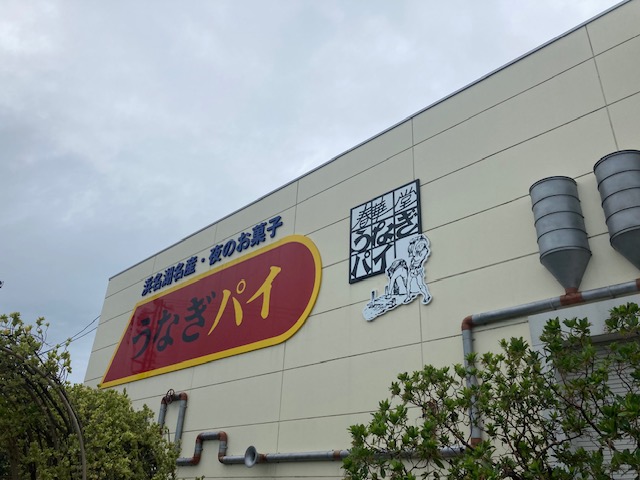 浜名湖名産・夜のお菓子
うなぎパイ
春華堂
うなぎ
パイ